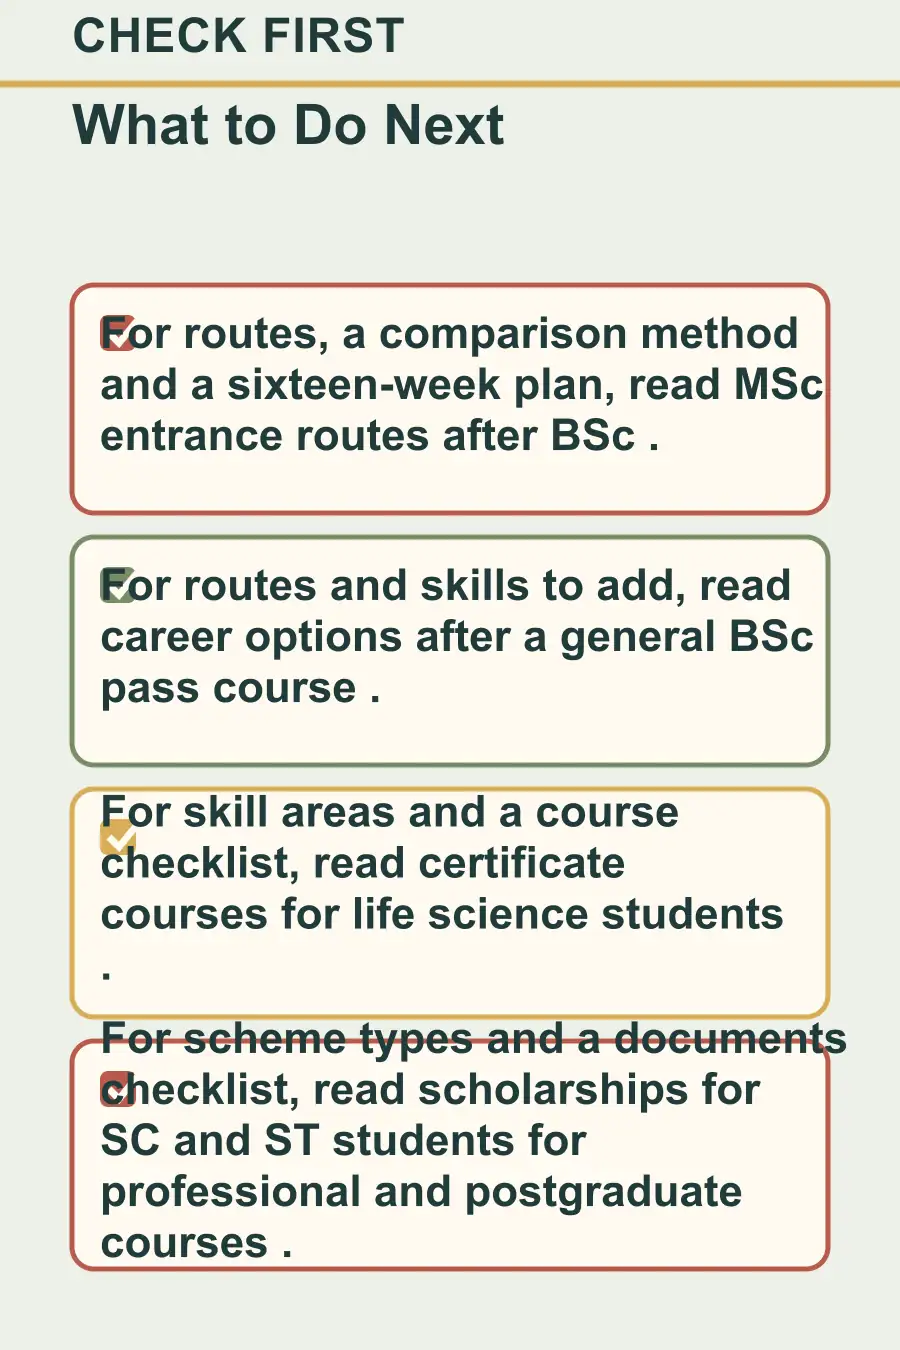 CHECK FIRST
What to Do Next
For routes, a comparison method
and a sixteen-week plan, read MSc
entrance routes after BSc .
For routes and skills to add, read
career options after a general BSc
pass course .
For skill areas and a course
checklist, read certificate
courses for life science students
.
For scheme types and a documents
checklist, read scholarships for
SC and ST students for
professional and postgraduate
courses .